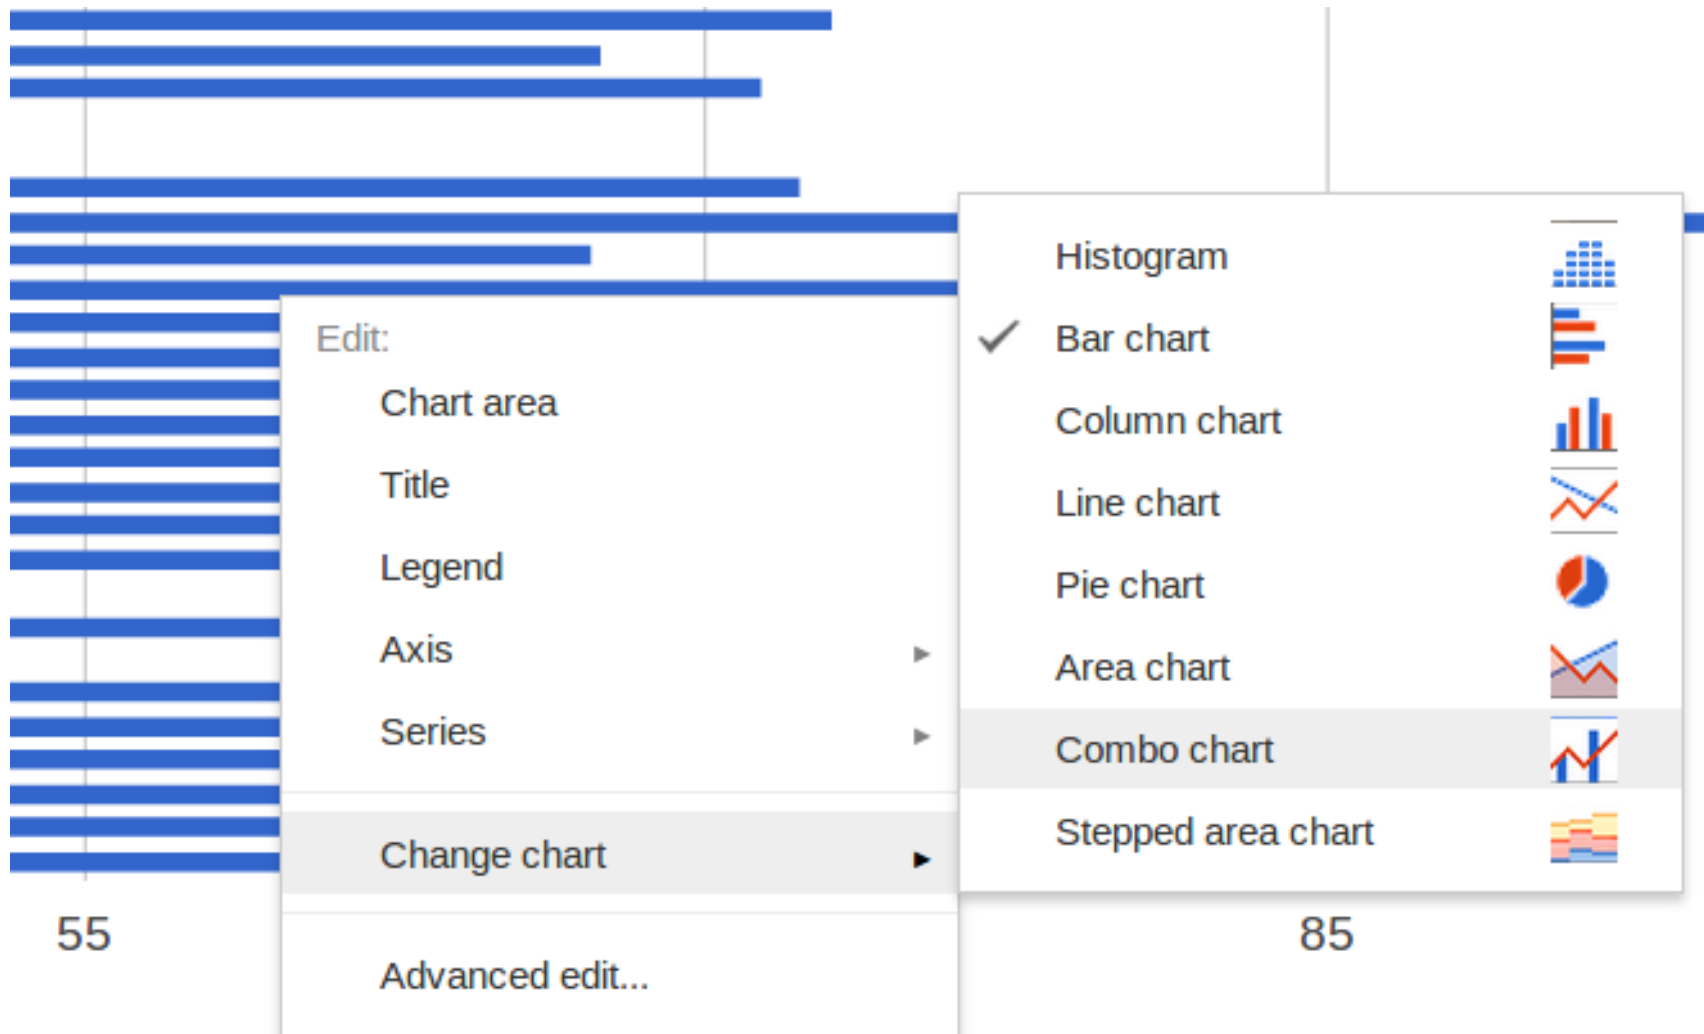 Edit:
Chart area
Title
Legend
Axis
Series
Change chart
Advanced edit...
Histogram
Bar chart
Column chart
Line chart
Pie chart
Area chart
Combo chart
Stepped area chart
55
85